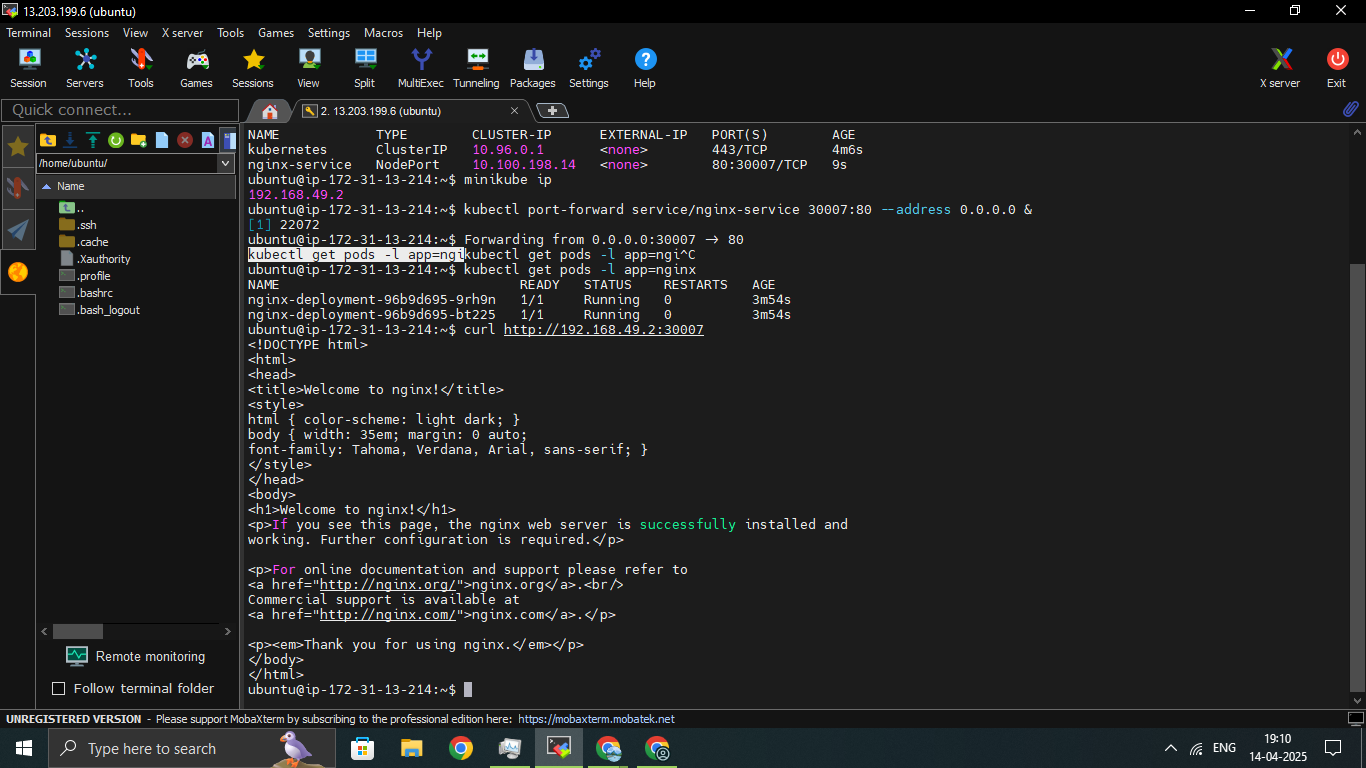 13.203.199.6 (ubuntu)
Terminal Sessions View X server Tools Games Settings Macros Help
Session Servers Tools Games Sessions View Split MultiExec Tunneling Packages Settings Help X server Exit
Quick connect...
2. 13.203.199.6 (ubuntu)
/home/ubuntu/
Name
..
.ssh
.cache
.Xauthority
.profile
.bashrc
.bash_logout
Remote monitoring
Follow terminal folder
NAME TYPE CLUSTER-IP EXTERNAL-IP PORT(S) AGE
kubernetes ClusterIP 10.96.0.1 <none> 443/TCP 4m6s
nginx-service NodePort 10.100.198.14 <none> 80:30007/TCP 9s
ubuntu@ip-172-31-13-214:~$ minikube ip
192.168.49.2
ubuntu@ip-172-31-13-214:~$ kubectl port-forward service/nginx-service 30007:80 --address 0.0.0.0 &
[1] 22072
ubuntu@ip-172-31-13-214:~$ Forwarding from 0.0.0.0:30007 -> 80
kubectl get pods -l app=ngikubectl get pods -l app=ngi^C
ubuntu@ip-172-31-13-214:~$ kubectl get pods -l app=nginx
NAME READY STATUS RESTARTS AGE
nginx-deployment-96b9d695-9rh9n 1/1 Running 0 3m54s
nginx-deployment-96b9d695-bt225 1/1 Running 0 3m54s
ubuntu@ip-172-31-13-214:~$ curl http://192.168.49.2:30007
<!DOCTYPE html>
<html>
<head>
<title>Welcome to nginx!</title>
<style>
html { color-scheme: light dark; }
body { width: 35em; margin: 0 auto;
font-family: Tahoma, Verdana, Arial, sans-serif; }
</style>
</head>
<body>
<h1>Welcome to nginx!</h1>
<p>If you see this page, the nginx web server is successfully installed and
working. Further configuration is required.</p>
<p>For online documentation and support please refer to
<a href="http://nginx.org/">nginx.org</a>.<br/>
Commercial support is available at
<a href="http://nginx.com/">nginx.com</a>.</p>
<p><em>Thank you for using nginx.</em></p>
</body>
</html>
ubuntu@ip-172-31-13-214:~$
UNREGISTERED VERSION - Please support MobaXterm by subscribing to the professional edition here: https://mobaxterm.mobatek.net
Type here to search
ENG
19:10
14-04-2025